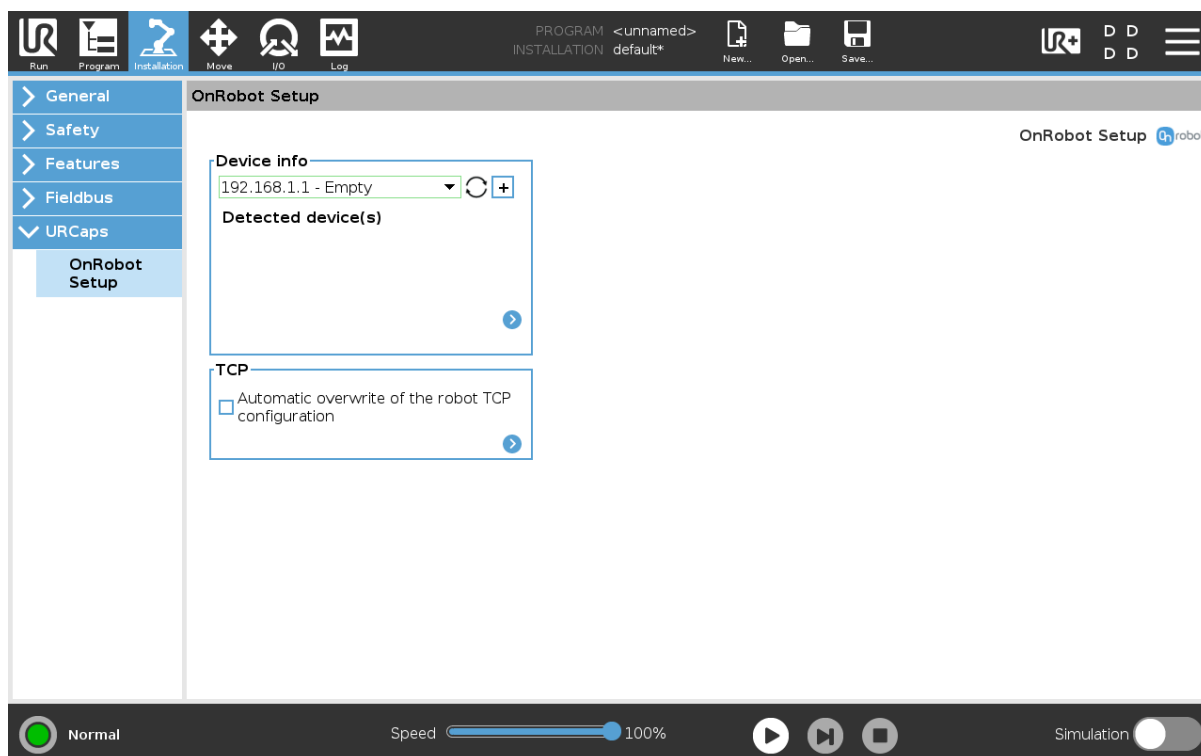 UR
UR+
PROGRAM <unnamed>
INSTALLATION default*
D D
D D
Run
Program
Installation
Move
I/O
Log
New...
Open...
Save...
General
Safety
Features
Fieldbus
URCaps
OnRobot
Setup
OnRobot Setup
OnRobot Setup
Device info
192.168.1.1 - Empty
+
Detected device(s)
TCP
Automatic overwrite of the robot TCP
configuration
Normal
Speed
100%
Simulation